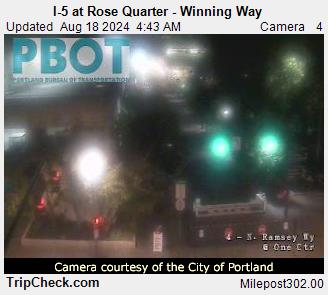 I-5 at Rose Quarter - Winning Way
Updated Aug 18 2024 4:43 AM Camera 4
PBOT
PORTLAND BUREAU OF TRANSPORTATION
4 - N. Ramsey Wy
@ One Ctr
Camera courtesy of the City of Portland
TripCheck.com Milepost302.00